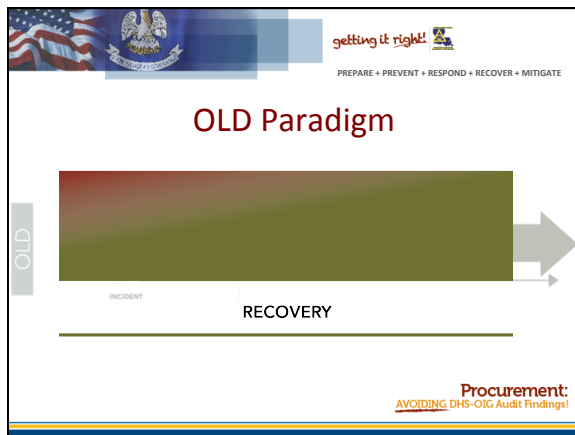 getting it right!
PREPARE + PREVENT + RESPOND + RECOVER + MITIGATE
OLD Paradigm
OLD
INCIDENT
RECOVERY
Procurement:
AVOIDING DHS-OIG Audit Findings!